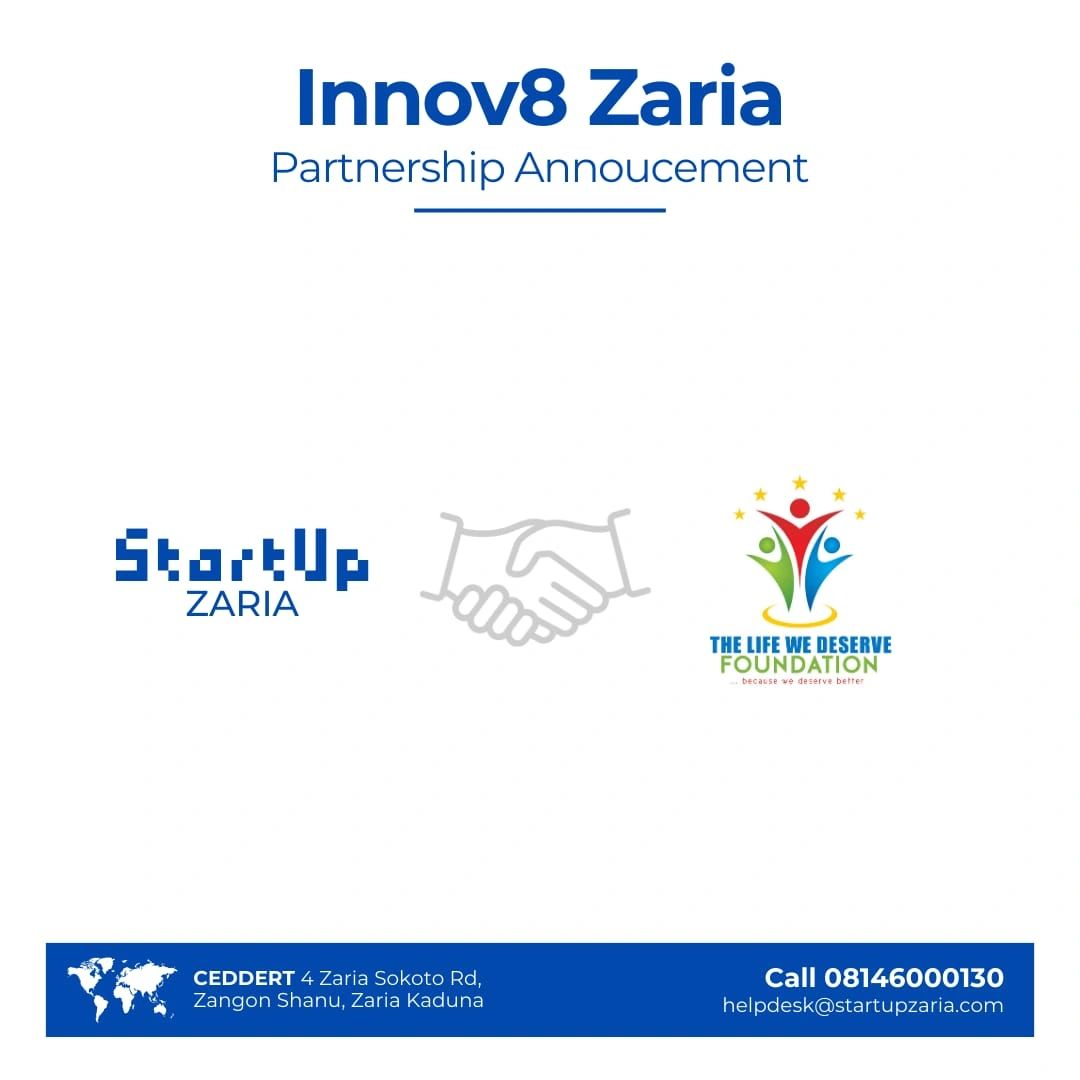 Innov8 Zaria
Partnership Annoucement
StartUp
ZARIA
THE LIFE WE DESERVE
FOUNDATION
... because we deserve better
CEDDERT 4 Zaria Sokoto Rd,
Zangon Shanu, Zaria Kaduna
Call 08146000130
helpdesk@startupzaria.com